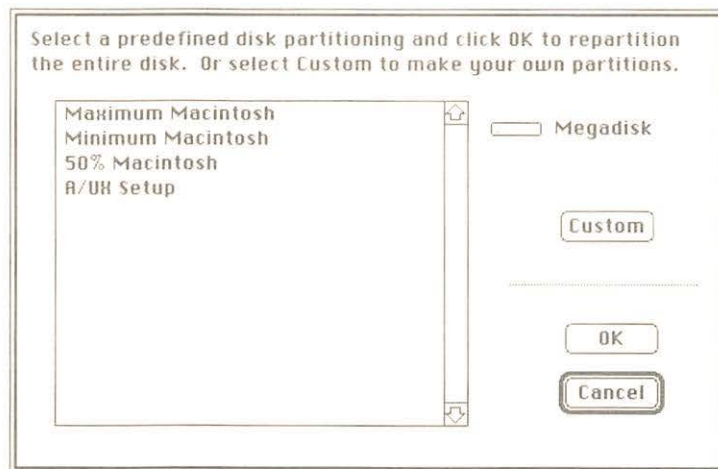 Select a predefined disk partitioning and click OK to repartition
the entire disk. Or select Custom to make your own partitions.
Maximum Macintosh
Minimum Macintosh
50% Macintosh
A/UX Setup
Megadisk
Custom
OK
Cancel